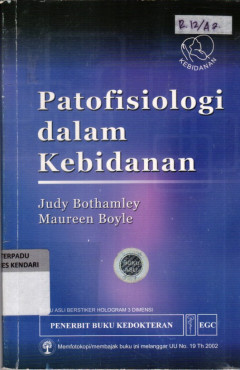 R 12/A2
KEBIDANAN
Patofisiologi
dalam
Kebidanan
Judy Bothamley
Maureen Boyle
TERPADU
ES KENDARI
ASLI BERSTIKER HOLOGRAM 3 DIMENSI
PENERBIT BUKU KEDOKTERAN
EGC
Memfotokopi/membajak buku ini melanggar UU No. 19 Th 2002